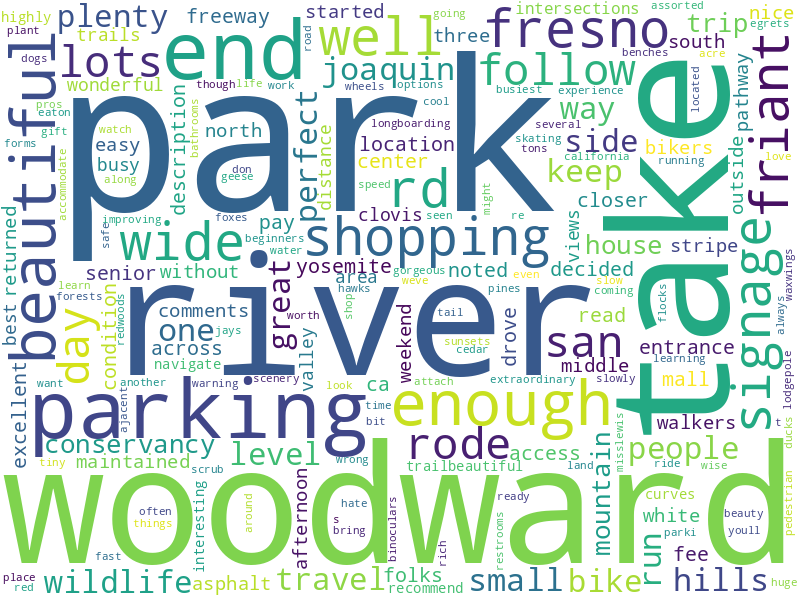 highly
plant
dogs
plenty
trails
freeway
started
intersections
assorted
going
trip
nice
egrets
lots
wonderful
end
well
three
fresno
south
road
pros
eaton
joaquin
follow
benches
acre
gift
watch
life
work
wheels
options
busiest
experience
way
located
easy
busy
north
though
cool
longboarding
several
forms
bathrooms
description
perfect
distance
location
side
skating
tons
california
bikers
pathway
friant
beautiful
park
take
don
geese
center
keep
running
love
accommodate
along
speed
rd
might
closer
outside
improving
foxes
pay
clovis
seen
re
views
safe
beginners
water
wide
shopping
house
stripe
best
returned
senior
without
yosemite
area
gorgeous
noted
decided
even
slow
signage
waxwings
learn
forests
redwoods
day
condition
comments
hawks
shop
weve
pines
coming
flocks
always
river
great
worth
tail
read
one
jays
drove
san
entrance
across
valley
weekend
sunsets
cedar
middle
learning
lodgepole
navigate
scenery
want
another
warning
look
ca
attach
extraordinary
slowly
mall
excellent
ajacent
parking
time
bit
enough
misslewis
walkers
t
ducks
conservancy
rode
mountain
people
tiny
maintained
scrub
level
wrong
trailbeautiful
access
land
ride
wise
pedestrian
woodward
interesting
afternoon
binoculars
rich
ready
restrooms
curves
white
parki
beauty
youll
often
things
around
s
bring
hate
run
fee
fast
place
red
wildlife
asphalt
travel
folks
recommend
small
bike
hills
huge